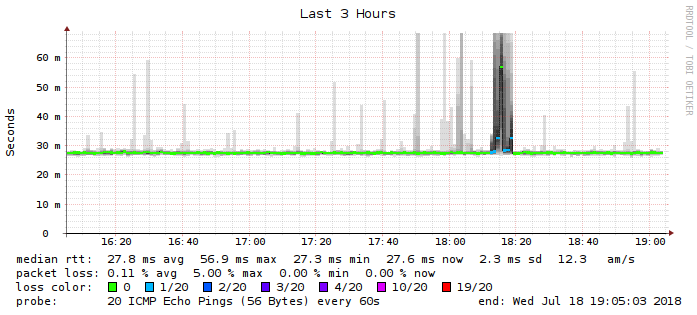 Last 3 Hours
RRDTOOL / TOBI OETIKER
Seconds
60 m
50 m
40 m
30 m
20 m
10 m
0
16:20 16:40 17:00 17:20 17:40 18:00 18:20 18:40 19:00
median rtt: 27.8 ms avg 56.9 ms max 27.3 ms min 27.6 ms now 2.3 ms sd 12.3 am/s
packet loss: 0.11 % avg 5.00 % max 0.00 % min 0.00 % now
loss color: 0 1/20 2/20 3/20 4/20 10/20 19/20
probe: 20 ICMP Echo Pings (56 Bytes) every 60s end: Wed Jul 18 19:05:03 2018